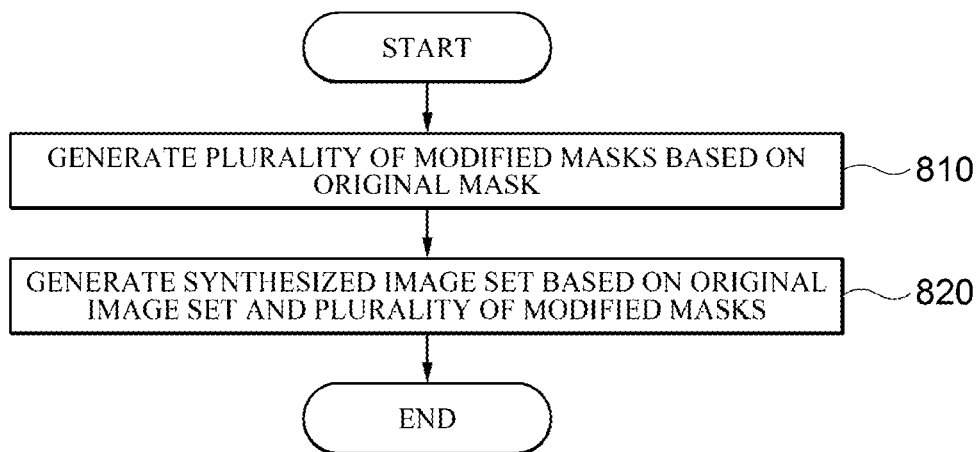 START
GENERATE PLURALITY OF MODIFIED MASKS BASED ON
ORIGINAL MASK
810
GENERATE SYNTHESIZED IMAGE SET BASED ON ORIGINAL
IMAGE SET AND PLURALITY OF MODIFIED MASKS
820
END